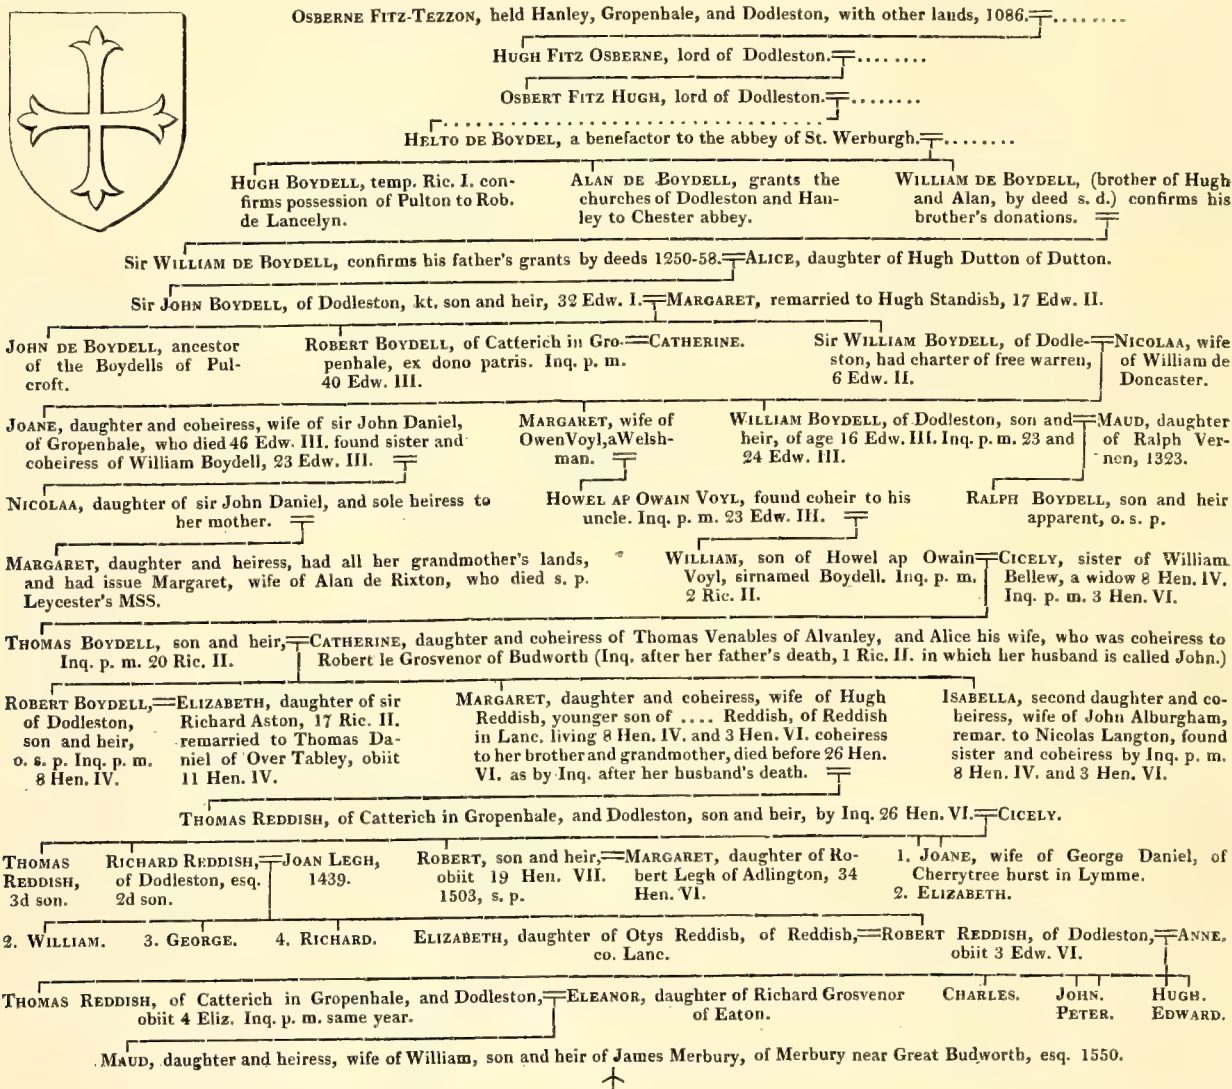 OSBERNE FITZ-TEZZON, held Hanley, Gropenhale, and Dodleston, with other lands, 1086.
HUGH FITZ OSBERNE, lord of Dodleston.
OSBERT FITZ HUGH, lord of Dodleston.
HELTO DE BOYDEL, a benefactor to the abbey of St. Werburgh.
HUGH BOYDELL, temp. Ric. I. con-
firms possession of Pulton to Rob.
de Lancelyn.
ALAN DE BOYDELL, grants the
churches of Dodleston and Han-
ley to Chester abbey.
WILLIAM DE BOYDELL, (brother of Hugh
and Alan, by deed s. d.) confirms his
brother's donations.
Sir WILLIAM DE BOYDELL, confirms his father's grants by deeds 1250-58. ALICE, daughter of Hugh Dutton of Dutton.
Sir JOHN BOYDELL, of Dodleston, kt. son and heir, 32 Edw. I. MARGARET, remarried to Hugh Standish, 17 Edw. II.
JOHN DE BOYDELL, ancestor
of the Boydells of Pul-
croft.
ROBERT BOYDELL, of Catterich in Gro-
penhale, ex dono patris. Inq. p. m.
40 Edw. III.
CATHERINE.
Sir WILLIAM BOYDELL, of Dodle-
ston, had charter of free warren,
6 Edw. II.
NICOLAA, wife
of William de
Doncaster.
JOANE, daughter and coheiress, wife of sir John Daniel,
of Gropenhale, who died 46 Edw. III. found sister and
coheiress of William Boydell, 23 Edw. III.
MARGARET, wife of
Owen Voyl, a Welsh-
man.
WILLIAM BOYDELL, of Dodleston, son and
heir, of age 16 Edw. III. Inq. p. m. 23 and
24 Edw. III.
MAUD, daughter
of Ralph Ver-
non, 1323.
NICOLAA, daughter of sir John Daniel, and sole heiress to
her mother.
HOWEL AP OWAIN VOYL, found coheir to his
uncle. Inq. p. m. 23 Edw. III.
RALPH BOYDELL, son and heir
apparent, o. s. p.
MARGARET, daughter and heiress, had all her grandmother's lands,
and had issue Margaret, wife of Alan de Rixton, who died s. p.
Leycester's MSS.
WILLIAM, son of Howel ap Owain
Voyl, sirnamed Boydell. Inq. p. m.
2 Ric. II.
CICELY, sister of William
Bellew, a widow 8 Hen. IV.
Inq. p. m. 3 Hen. VI.
THOMAS BOYDELL, son and heir,
Inq. p. m. 20 Ric. II.
CATHERINE, daughter and coheiress of Thomas Venables of Alvanley, and Alice his wife, who was coheiress to
Robert le Grosvenor of Budworth (Inq. after her father's death, 1 Ric. II. in which her husband is called John.)
ROBERT BOYDELL,
of Dodleston,
son and heir,
o. s. p. Inq. p. m.
8 Hen. IV.
ELIZABETH, daughter of sir
Richard Aston, 17 Ric. II.
remarried to Thomas Da-
niel of Over Tabley, obiit
11 Hen. IV.
MARGARET, daughter and coheiress, wife of Hugh
Reddish, younger son of .... Reddish, of Reddish
in Lanc. living 8 Hen. IV. and 3 Hen. VI. coheiress
to her brother and grandmother, died before 26 Hen.
VI. as by Inq. after her husband's death.
ISABELLA, second daughter and co-
heiress, wife of John Alburgham,
remar. to Nicolas Langton, found
sister and coheiress by Inq. p. m.
8 Hen. IV. and 3 Hen. VI.
THOMAS REDDISH, of Catterich in Gropenhale, and Dodleston, son and heir, by Inq. 26 Hen. VI. CICELY.
THOMAS
REDDISH,
3d son.
RICHARD REDDISH,
of Dodleston, esq.
2d son.
JOAN LEGH,
1439.
ROBERT, son and heir,
obiit 19 Hen. VII.
1503, s. p.
MARGARET, daughter of Ro-
bert Legh of Adlington, 34
Hen. VI.
1. JOANE, wife of George Daniel, of
Cherrytree hurst in Lymme.
2. ELIZABETH.
2. WILLIAM. 3. GEORGE. 4. RICHARD.
ELIZABETH, daughter of Otys Reddish, of Reddish,
co. Lanc.
ROBERT REDDISH, of Dodleston,
obiit 3 Edw. VI.
ANNE.
THOMAS REDDISH, of Catterich in Gropenhale, and Dodleston,
obiit 4 Eliz. Inq. p. m. same year.
ELEANOR, daughter of Richard Grosvenor
of Eaton.
CHARLES.
JOHN.
PETER.
HUGH.
EDWARD.
MAUD, daughter and heiress, wife of William, son and heir of James Merbury, of Merbury near Great Budworth, esq. 1550.